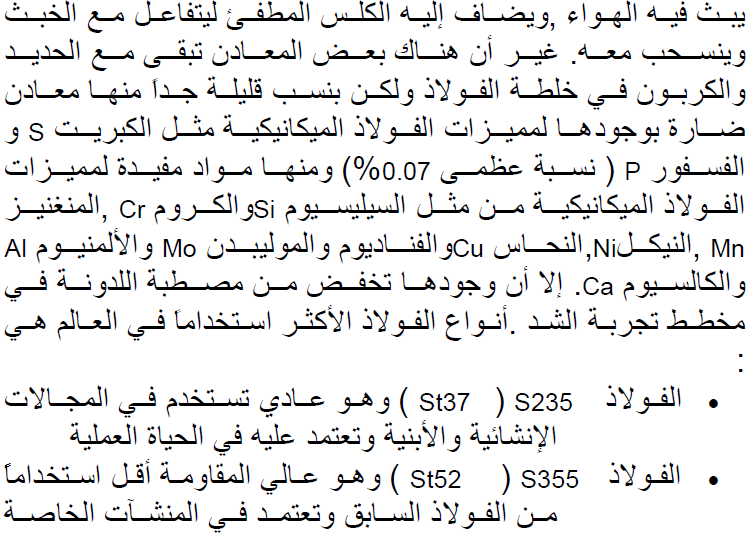 يبث فيه الهواء ,ويضاف إليه الكلس المطفئ ليتفاعل مع الخبث
وينسحب معه. غير أن هناك بعض المعادن تبقى مع الحديد
والكربون في خلطة الفولاذ ولكن بنسب قليلة جداً منها معادن
ضارة بوجودها لمميزات الفولاذ الميكانيكية مثل الكبريت S و
الفسفور P ( نسبة عظمى 0.07%) ومنها مواد مفيدة لمميزات
الفولاذ الميكانيكية من مثل السيليسيوم Siوالكروم Cr ,المنغنيز
Mn ,النيكلNi,النحاس Cuوالفناديوم والموليبدن Mo والألمنيوم Al
والكالسيوم Ca. إلا أن وجودها تخفض من مصطبة اللدونة في
مخطط تجربة الشد .أنواع الفولاذ الأكثر استخداماً في العالم هي
:
• الفولاذ S235 ( St37 ) وهو عادي تستخدم في المجالات
الإنشائية والأبنية وتعتمد عليه في الحياة العملية
• الفولاذ S355 ( St52 ) وهو عالي المقاومة أقل استخداماً
من الفولاذ السابق وتعتمد في المنشآت الخاصة